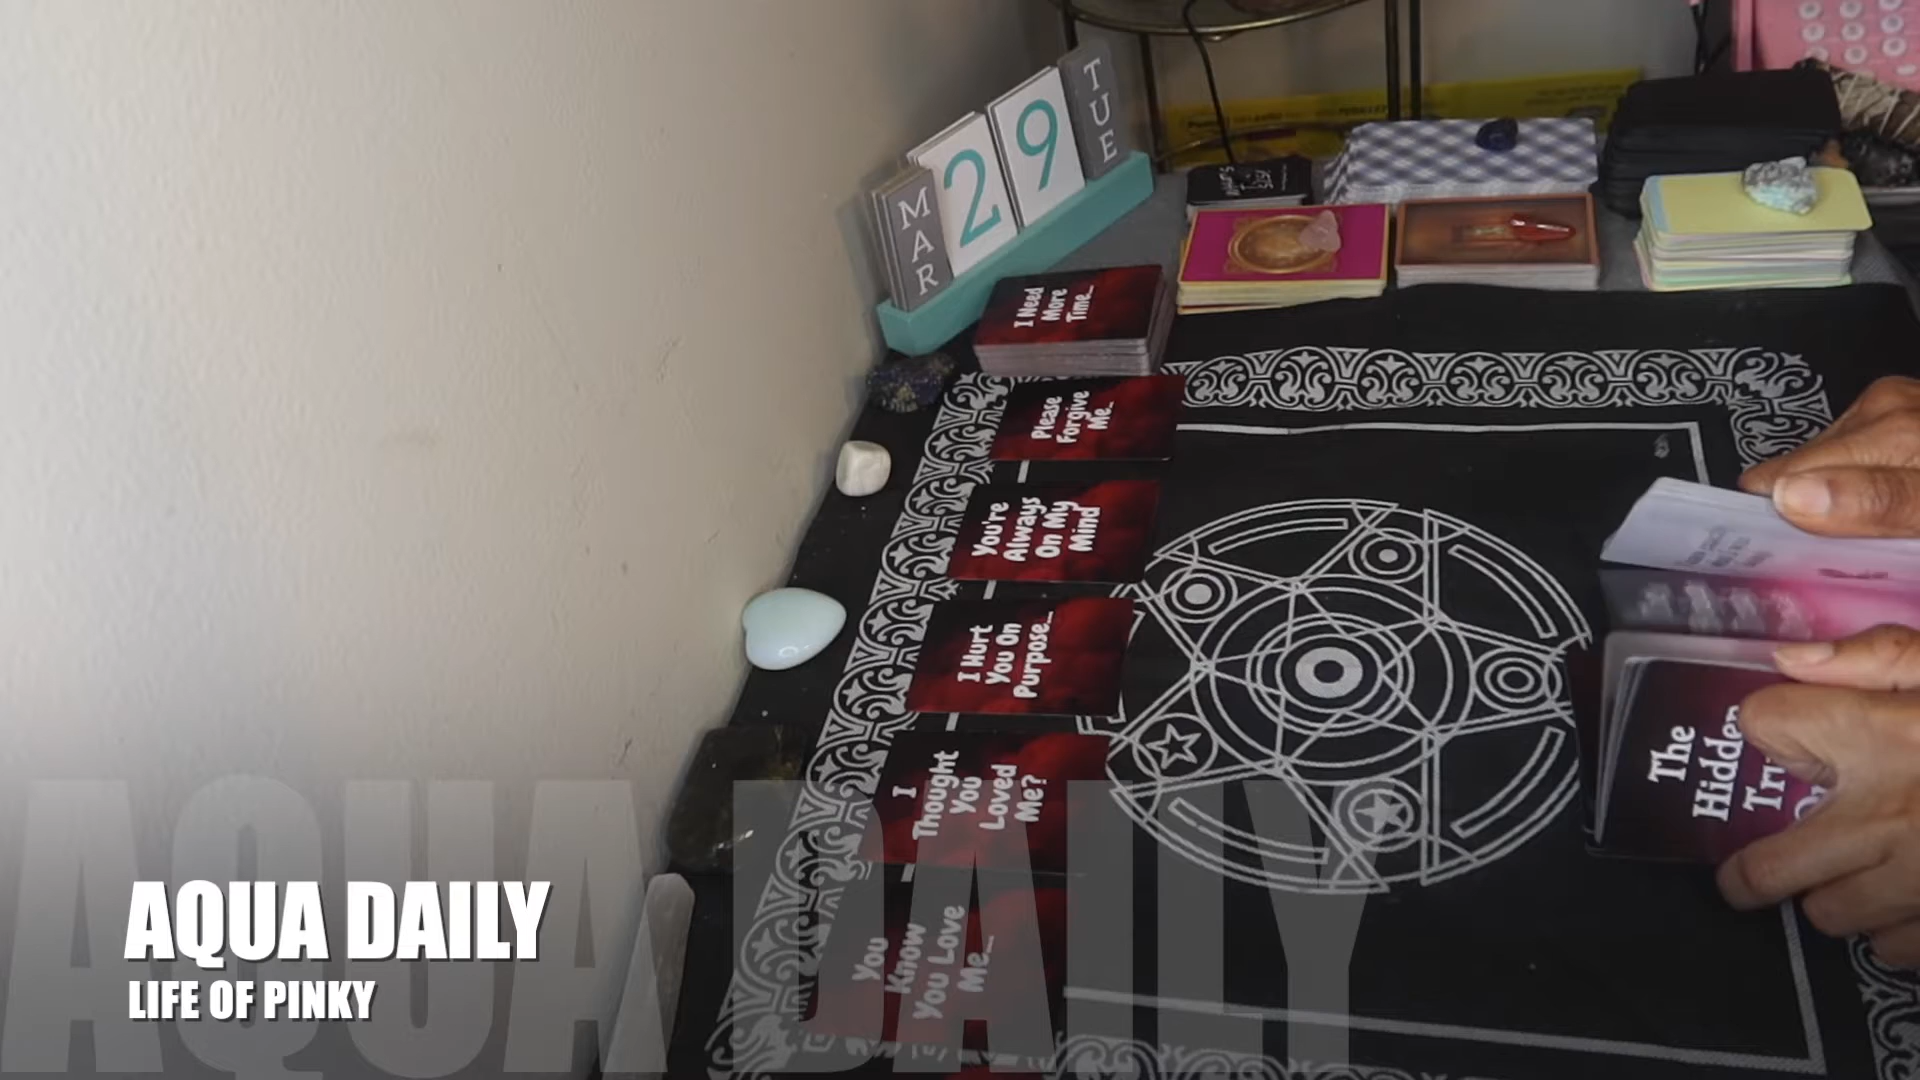 TUE
29
MAR
I Need
More
Time...
Please
Forgive
Me...
You're
Always
On My
Mind
I Hurt
You On
Purpose...
I
Thought
You
Loved
Me?
You
Know
You Love
Me...
The
Hidden
AQUA DAILY
AQUA DAILY
LIFE OF PINKY